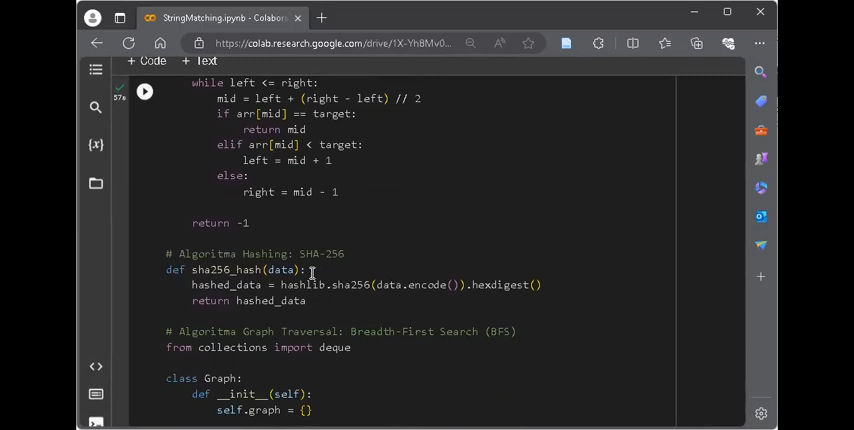 StringMatching.ipynb - Colabora
https://colab.research.google.com/drive/1X-Yh8Mv0...
+ Code + Text
57s
while left <= right:
mid = left + (right - left) // 2
if arr[mid] == target:
return mid
elif arr[mid] < target:
left = mid + 1
else:
right = mid - 1
return -1
# Algoritma Hashing: SHA-256
def sha256_hash(data):
hashed_data = hashlib.sha256(data.encode()).hexdigest()
return hashed_data
# Algoritma Graph Traversal: Breadth-First Search (BFS)
from collections import deque
class Graph:
def __init__(self):
self.graph = {}